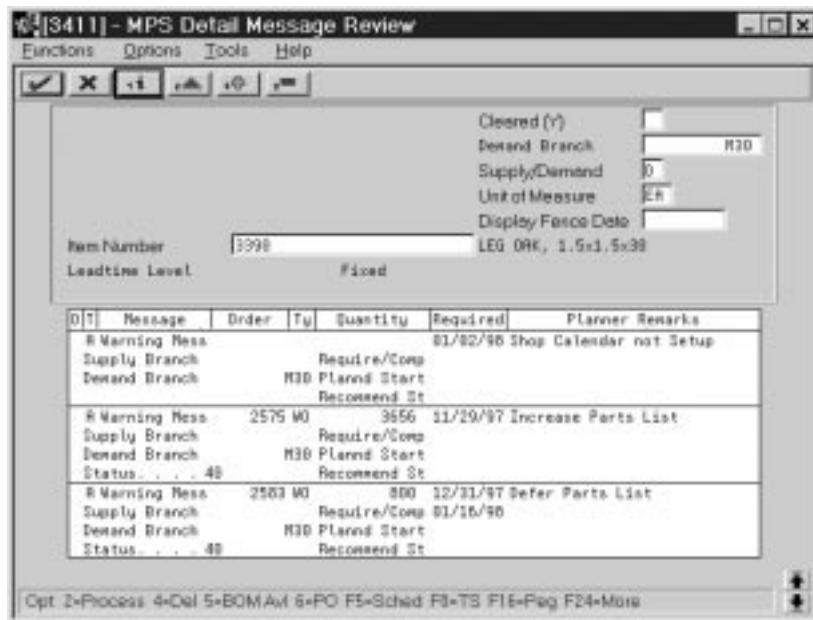 [3411] - MPS Detail Message Review
Functions Options Tools Help
Cleared (Y)
Demand Branch M30
Supply/Demand 0
Unit of Measure EA
Display Fence Date
Item Number 3390 LEG OAK, 1.5x1.5x38
Leadtime Level Fixed
O T Message Order Ty Quantity Required Planner Remarks
A Warning Mess 01/02/98 Shop Calendar not Setup
Supply Branch Require/Comp
Demand Branch M30 Plannd Start
Recommend St
A Warning Mess 2575 WO 3656 11/29/97 Increase Parts List
Supply Branch Require/Comp
Demand Branch M30 Plannd Start
Status. . . . 40 Recommend St
A Warning Mess 2583 WO 800 12/31/97 Defer Parts List
Supply Branch Require/Comp 01/16/98
Demand Branch M30 Plannd Start
Status. . . . 40 Recommend St
Opt 2=Process 4=Del 5=BOM Avl 6=PO F5=Sched F8=TS F16=Peg F24=More